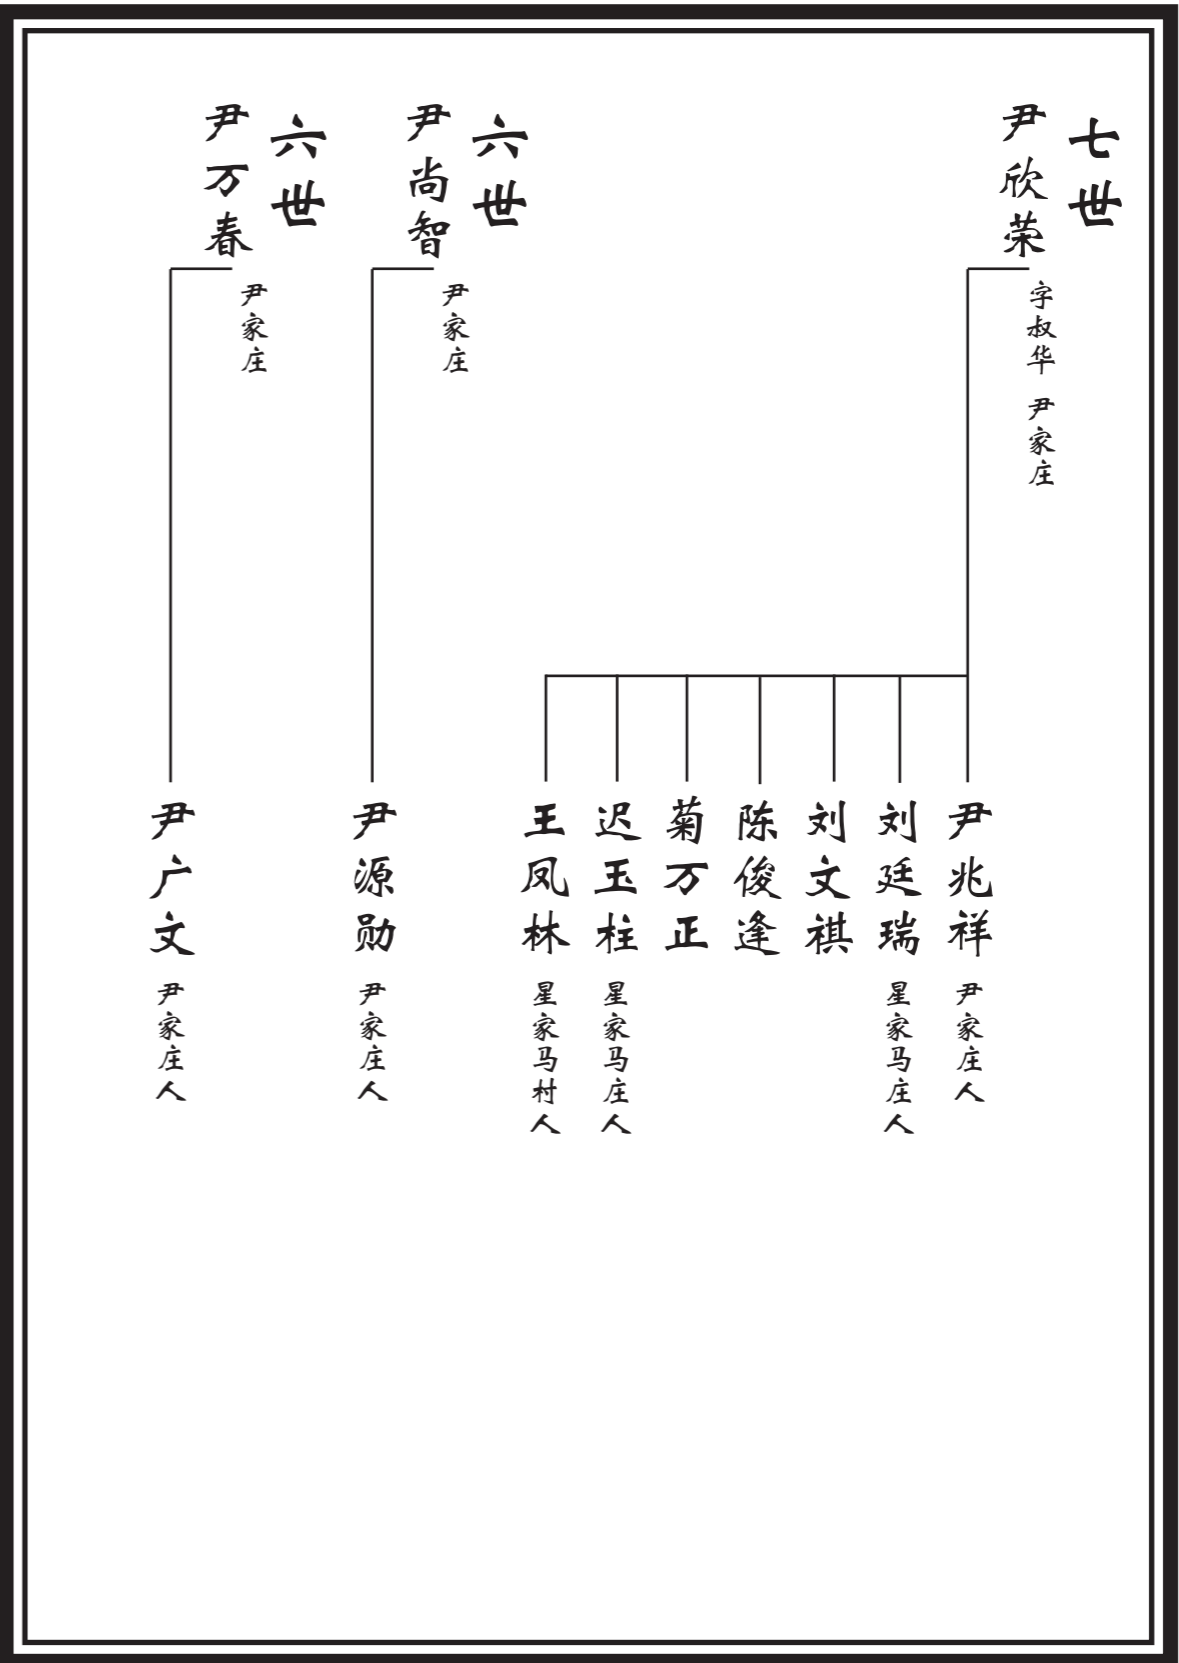 七世
尹欣荣
字叔华 尹家庄
尹兆祥
尹家庄人
刘廷瑞
星家马庄人
刘文祺
陈俊逢
菊万正
迟玉柱
星家马庄人
王凤林
星家马村人
六世
尹尚智
尹家庄
尹源勋
尹家庄人
六世
尹万春
尹家庄
尹广文
尹家庄人